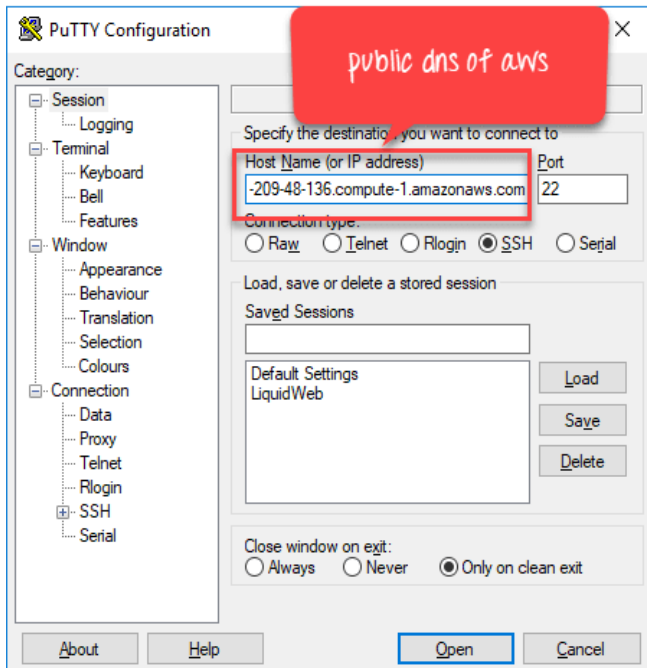 PuTTY Configuration
public dns of aws
Category:
Session
Logging
Terminal
Keyboard
Bell
Features
Window
Appearance
Behaviour
Translation
Selection
Colours
Connection
Data
Proxy
Telnet
Rlogin
SSH
Serial
Specify the destination you want to connect to
Host Name (or IP address) Port
-209-48-136.compute-1.amazonaws.com 22
Connection type:
Raw Telnet Rlogin SSH Serial
Load, save or delete a stored session
Saved Sessions
Default Settings
LiquidWeb
Load
Save
Delete
Close window on exit:
Always Never Only on clean exit
About Help Open Cancel